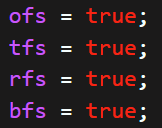 ofs = true;
tfs = true;
rfs = true;
bfs = true;